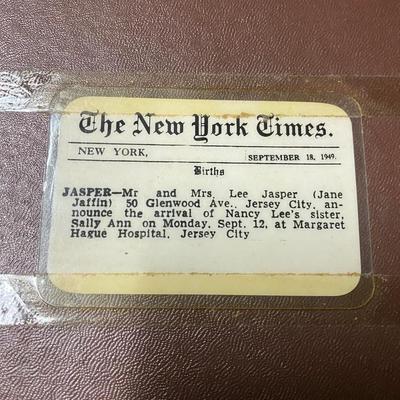 The New York Times.
NEW YORK, SEPTEMBER 18, 1949.
Births
JASPER—Mr and Mrs Lee Jasper (Jane
Jaffin) 50 Glenwood Ave., Jersey City, an-
nounce the arrival of Nancy Lee's sister,
Sally Ann on Monday, Sept. 12, at Margaret
Hague Hospital, Jersey City